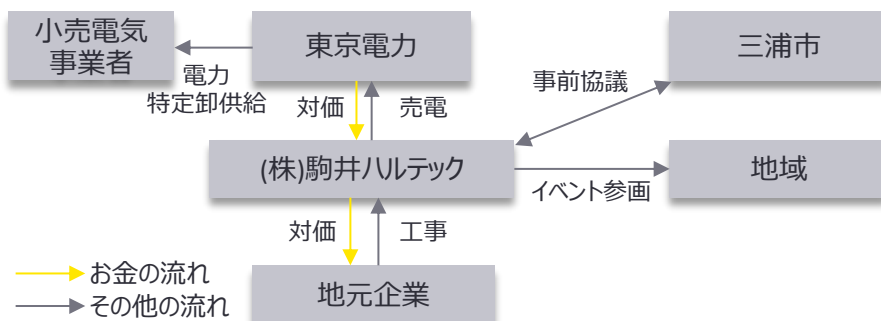 小売電気
事業者
東京電力
三浦市
電力
特定卸供給
対価
売電
事前協議
(株)駒井ハルテック
地域
イベント参画
対価
工事
お金の流れ
地元企業
その他の流れ